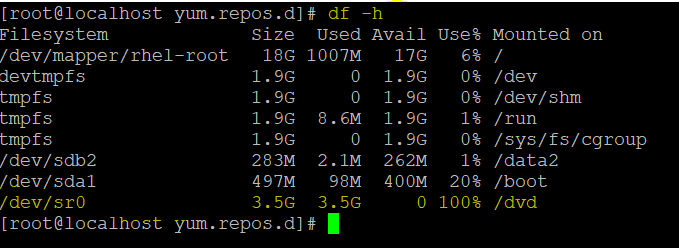 [root@localhost yum.repos.d]# df -h
Filesystem Size Used Avail Use% Mounted on
/dev/mapper/rhel-root 18G 1007M 17G 6% /
devtmpfs 1.9G 0 1.9G 0% /dev
tmpfs 1.9G 0 1.9G 0% /dev/shm
tmpfs 1.9G 8.6M 1.9G 1% /run
tmpfs 1.9G 0 1.9G 0% /sys/fs/cgroup
/dev/sdb2 283M 2.1M 262M 1% /data2
/dev/sda1 497M 98M 400M 20% /boot
/dev/sr0 3.5G 3.5G 0 100% /dvd
[root@localhost yum.repos.d]#